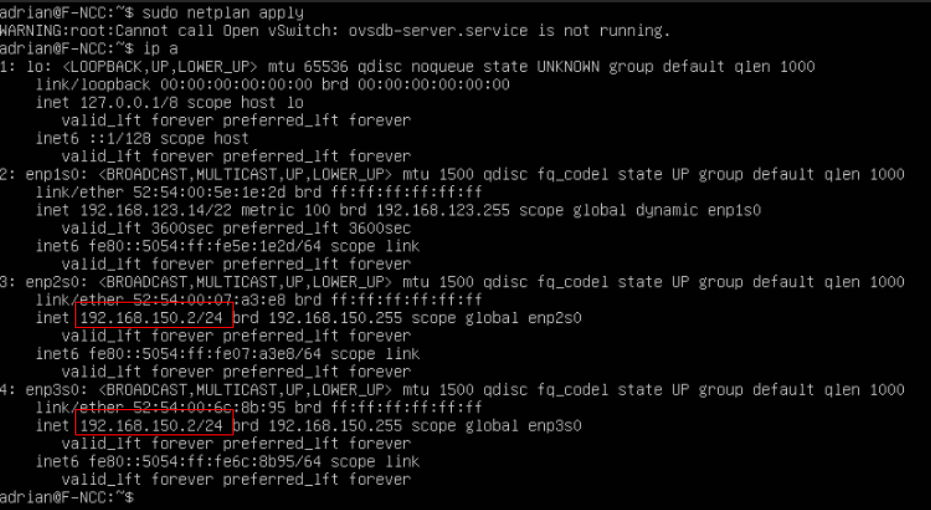 adrian@F-NCC:~$ sudo netplan apply
WARNING:root:Cannot call Open vSwitch: ovsdb-server.service is not running.
adrian@F-NCC:~$ ip a
1: lo: <LOOPBACK,UP,LOWER_UP> mtu 65536 qdisc noqueue state UNKNOWN group default qlen 1000
link/loopback 00:00:00:00:00:00 brd 00:00:00:00:00:00
inet 127.0.0.1/8 scope host lo
valid_lft forever preferred_lft forever
inet6 ::1/128 scope host
valid_lft forever preferred_lft forever
2: enp1s0: <BROADCAST,MULTICAST,UP,LOWER_UP> mtu 1500 qdisc fq_codel state UP group default qlen 1000
link/ether 52:54:00:5e:1e:2d brd ff:ff:ff:ff:ff:ff
inet 192.168.123.14/22 metric 100 brd 192.168.123.255 scope global dynamic enp1s0
valid_lft 3600sec preferred_lft 3600sec
inet6 fe80::5054:ff:fe5e:1e2d/64 scope link
valid_lft forever preferred_lft forever
3: enp2s0: <BROADCAST,MULTICAST,UP,LOWER_UP> mtu 1500 qdisc fq_codel state UP group default qlen 1000
link/ether 52:54:00:07:a3:e8 brd ff:ff:ff:ff:ff:ff
inet 192.168.150.2/24 brd 192.168.150.255 scope global enp2s0
valid_lft forever preferred_lft forever
inet6 fe80::5054:ff:fe07:a3e8/64 scope link
valid_lft forever preferred_lft forever
4: enp3s0: <BROADCAST,MULTICAST,UP,LOWER_UP> mtu 1500 qdisc fq_codel state UP group default qlen 1000
link/ether 52:54:00:6c:8b:95 brd ff:ff:ff:ff:ff:ff
inet 192.168.150.2/24 brd 192.168.150.255 scope global enp3s0
valid_lft forever preferred_lft forever
inet6 fe80::5054:ff:fe6c:8b95/64 scope link
valid_lft forever preferred_lft forever
adrian@F-NCC:~$